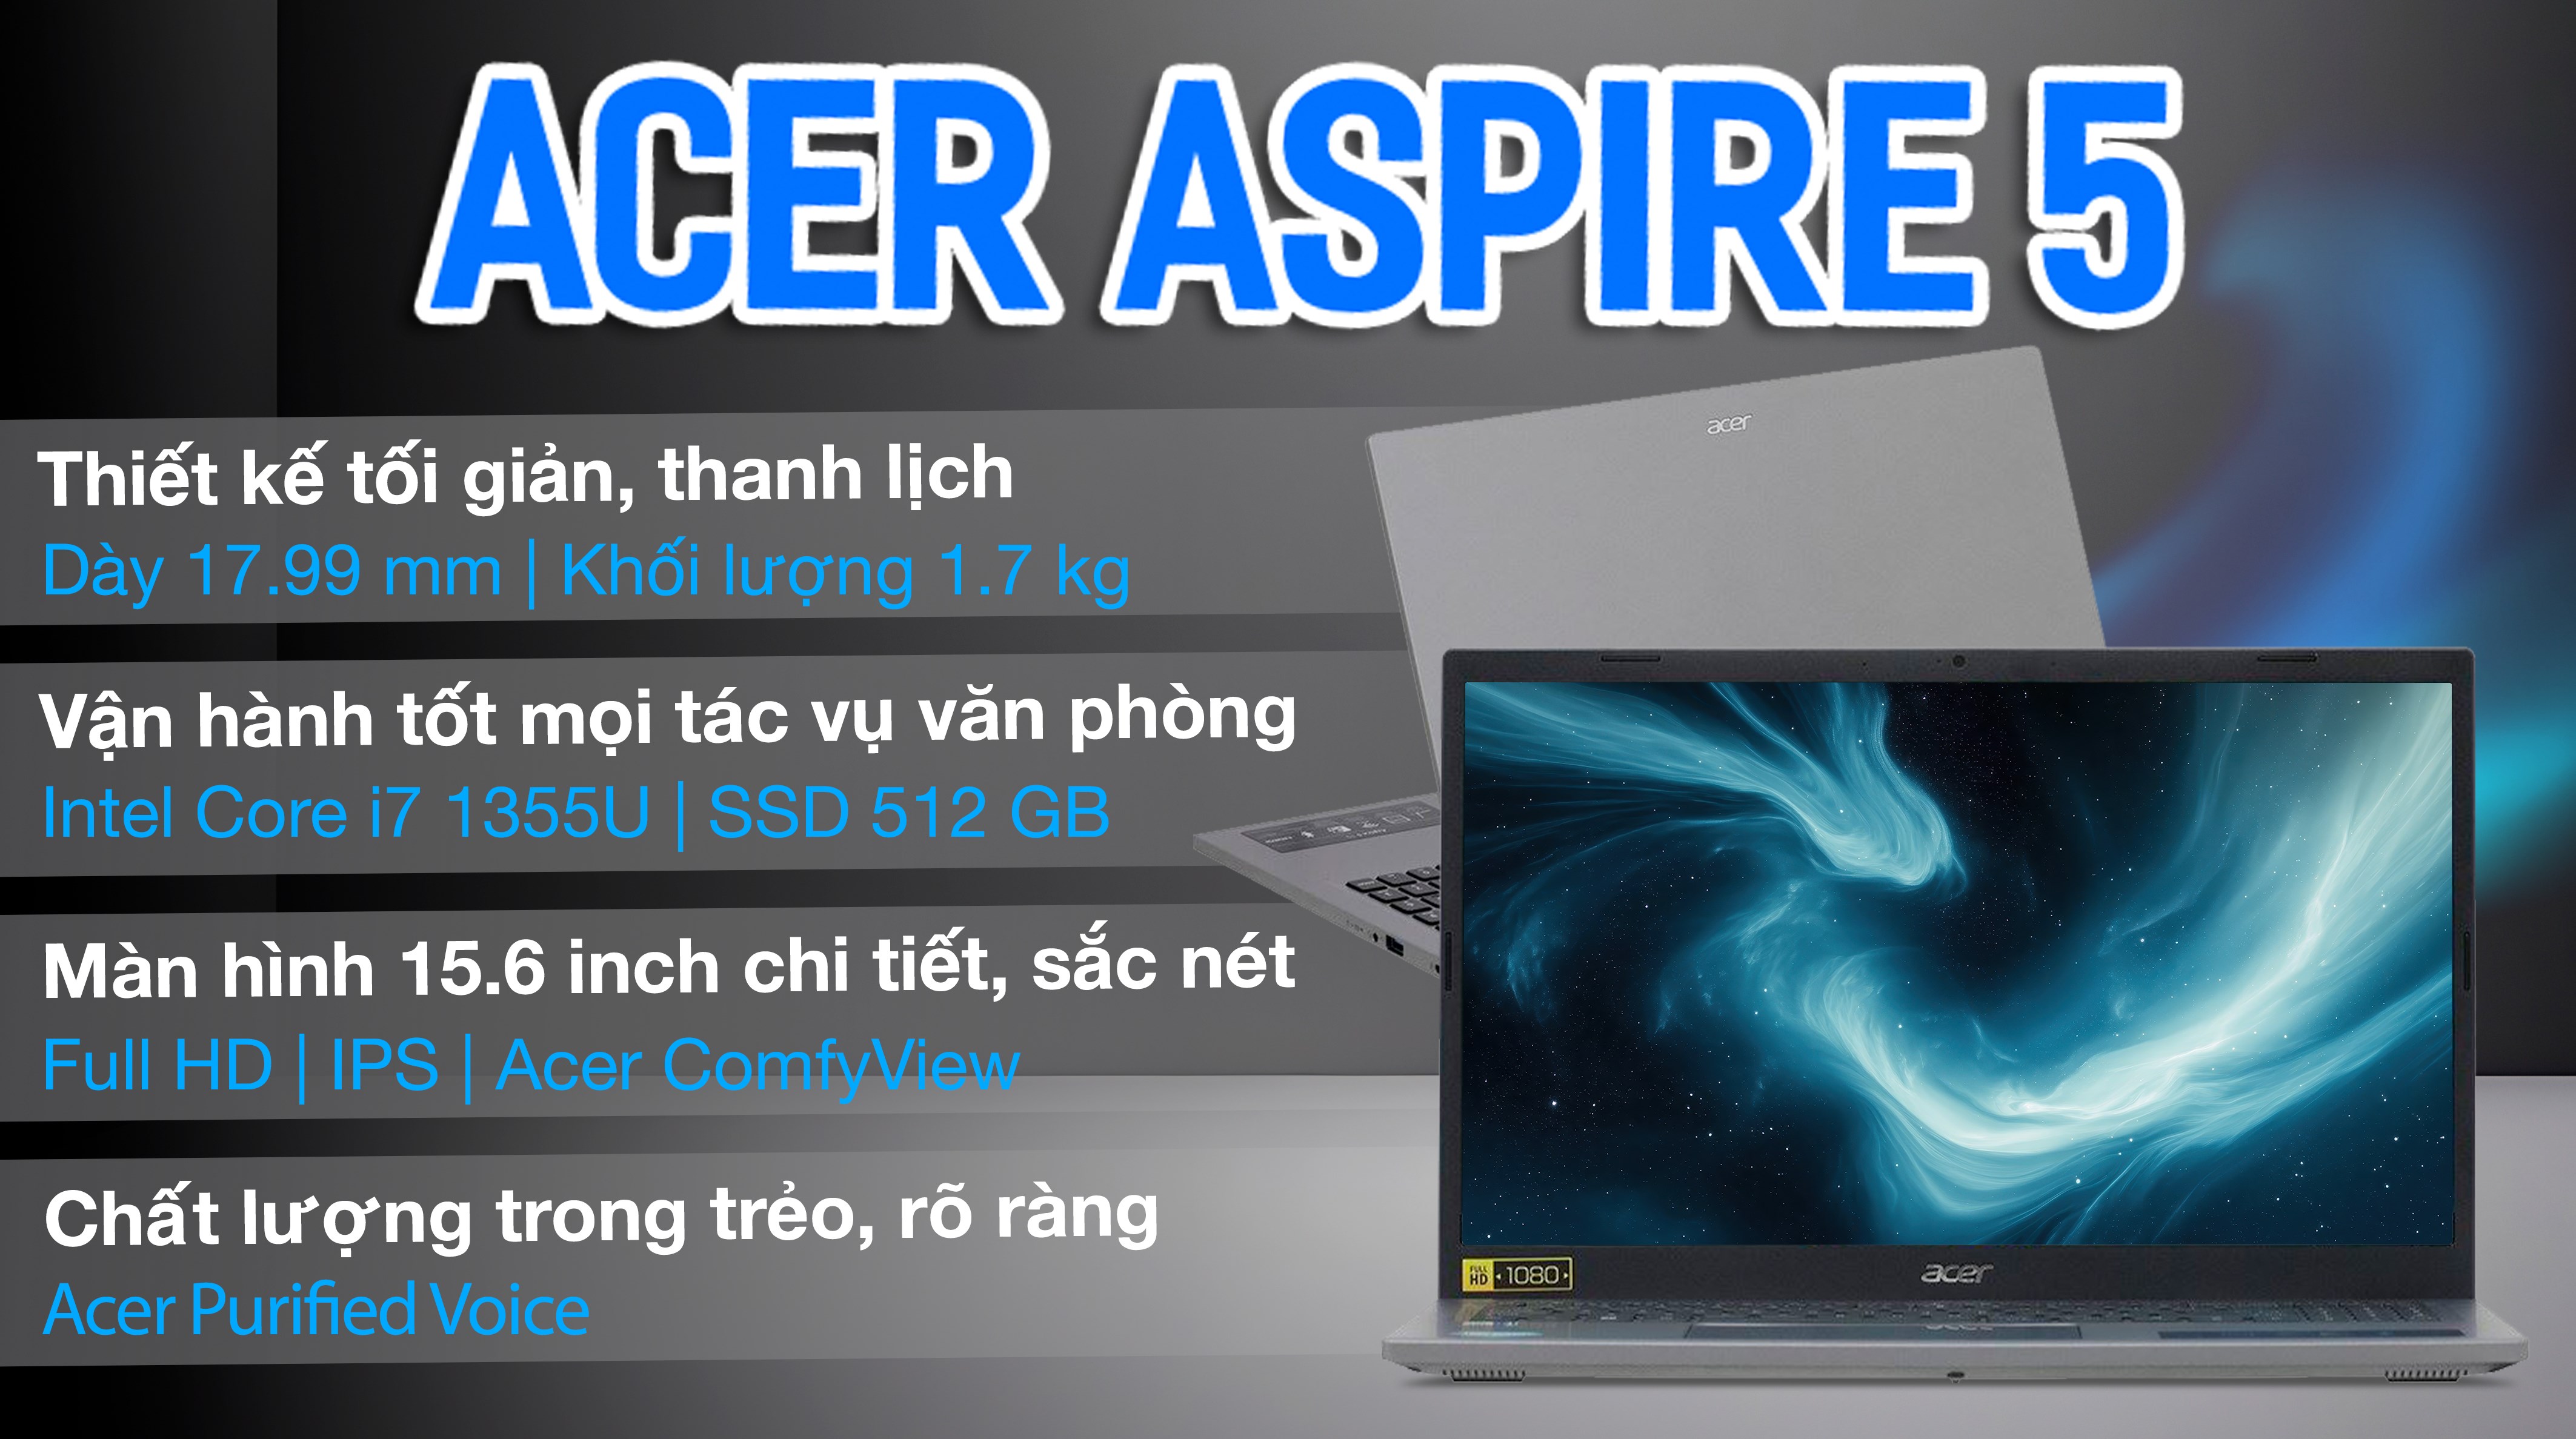 ACER ASPIRE 5
acer
Thiết kế tối giản, thanh lịch
Dày 17.99 mm | Khối lượng 1.7 kg
Vận hành tốt mọi tác vụ văn phòng
Intel Core i7 1355U | SSD 512 GB
Màn hình 15.6 inch chi tiết, sắc nét
Full HD | IPS | Acer ComfyView
Chất lượng trong trẻo, rõ ràng
Acer Purified Voice
FULL HD 1080
acer